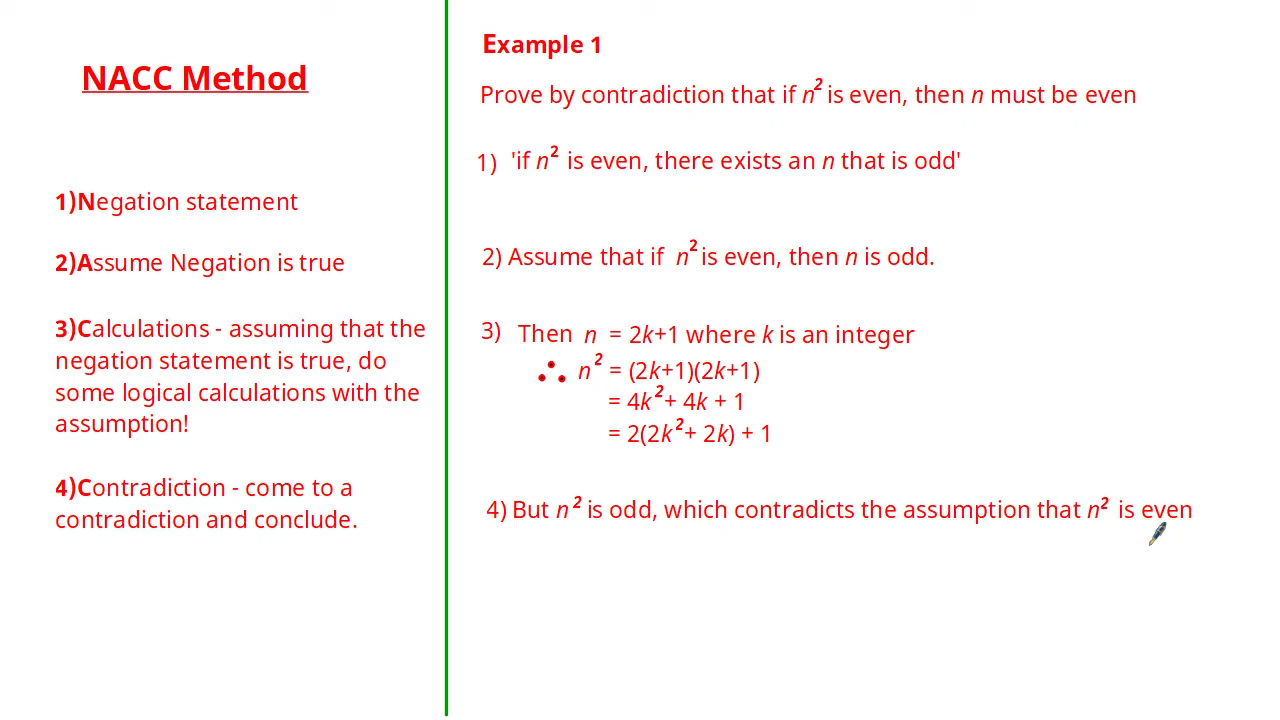 NACC Method
1)Negation statement
2)Assume Negation is true
3)Calculations - assuming that the
negation statement is true, do
some logical calculations with the
assumption!
4)Contradiction - come to a
contradiction and conclude.
Example 1
Prove by contradiction that if n² is even, then n must be even
1) 'if n² is even, there exists an n that is odd'
2) Assume that if n² is even, then n is odd.
3) Then n = 2k+1 where k is an integer
∴ n² = (2k+1)(2k+1)
= 4k²+ 4k + 1
= 2(2k²+ 2k) + 1
4) But n² is odd, which contradicts the assumption that n² is even